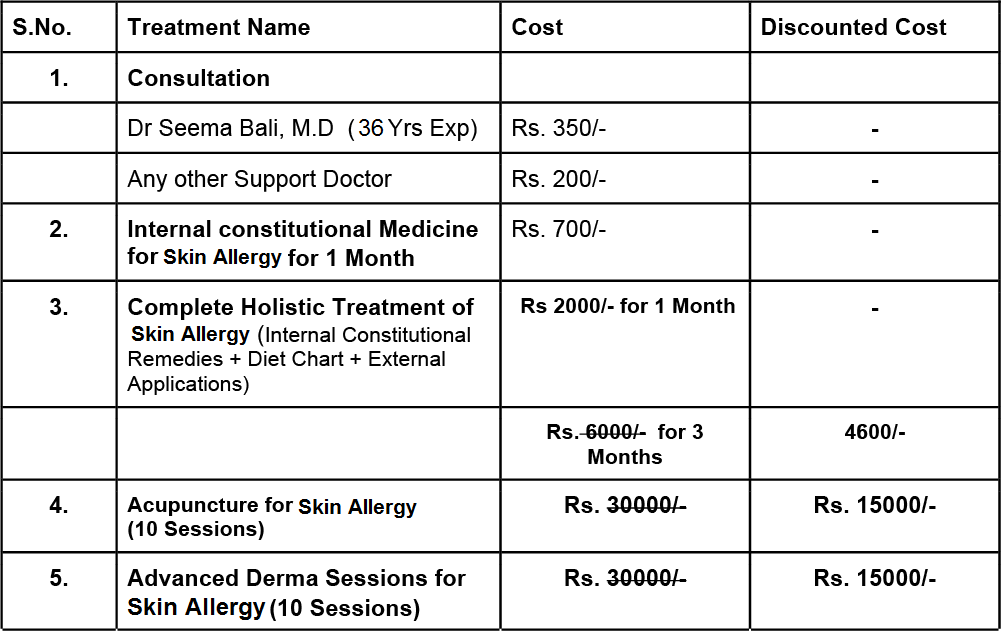 S.No. Treatment Name Cost Discounted Cost
1. Consultation
Dr Seema Bali, M.D ( 36 Yrs Exp) Rs. 350/- -
Any other Support Doctor Rs. 200/- -
2. Internal constitutional Medicine Rs. 700/- -
for Skin Allergy for 1 Month
3. Complete Holistic Treatment of Rs 2000/- for 1 Month -
Skin Allergy (Internal Constitutional
Remedies + Diet Chart + External
Applications)
Rs. 6000/- for 3 4600/-
Months
4. Acupuncture for Skin Allergy Rs. 30000/- Rs. 15000/-
(10 Sessions)
5. Advanced Derma Sessions for Rs. 30000/- Rs. 15000/-
Skin Allergy (10 Sessions)